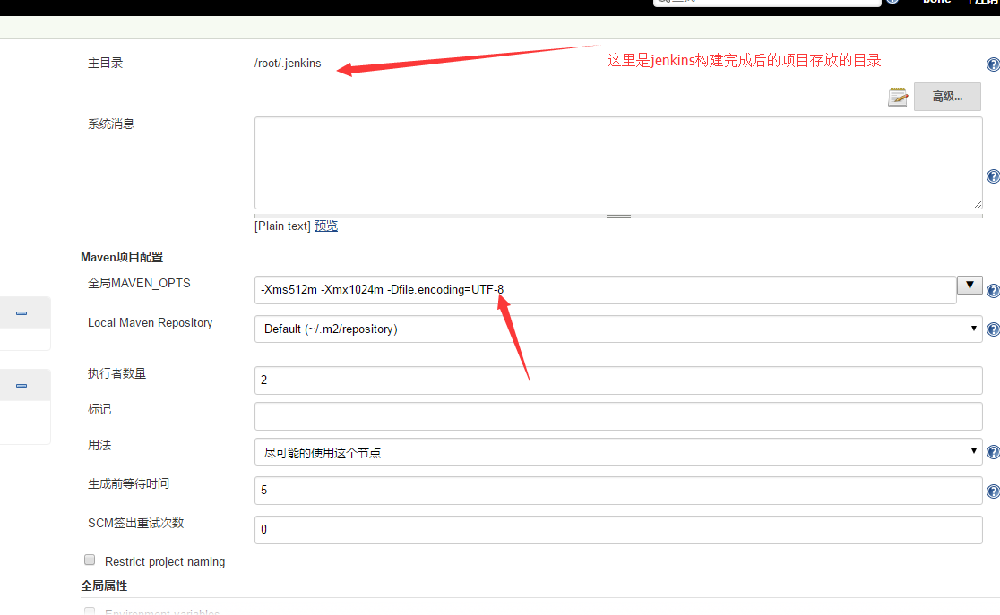 主目录
/root/.jenkins
这里是jenkins构建完成后的项目存放的目录
高级...
系统消息
[Plain text] 预览
Maven项目配置
全局MAVEN_OPTS
-Xms512m -Xmx1024m -Dfile.encoding=UTF-8
Local Maven Repository
Default (~/.m2/repository)
执行者数量
2
标记
用法
尽可能的使用这个节点
生成前等待时间
5
SCM签出重试次数
0
Restrict project naming
全局属性
Environment variables